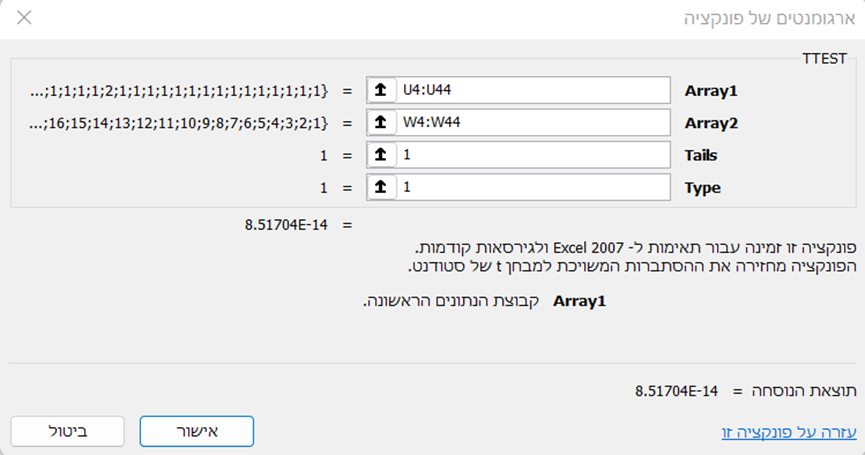 ארגומנטים של פונקציה
TTEST
Array1 U4:U44 = ...;1;1;1;1;2;1;1;1;1;1;1;1;1;1;1;1;1;1;1;1}
Array2 W4:W44 = ...;16;15;14;13;12;11;10;9;8;7;6;5;4;3;2;1}
Tails 1 = 1
Type 1 = 1
= 8.51704E-14
פונקציה זו זמינה עבור תאימות ל- Excel 2007 ולגירסאות קודמות.
הפונקציה מחזירה את ההסתברות המשויכת למבחן t של סטודנט.
Array1 קבוצת הנתונים הראשונה.
תוצאת הנוסחה = 8.51704E-14
עזרה על פונקציה זו
אישור
ביטול